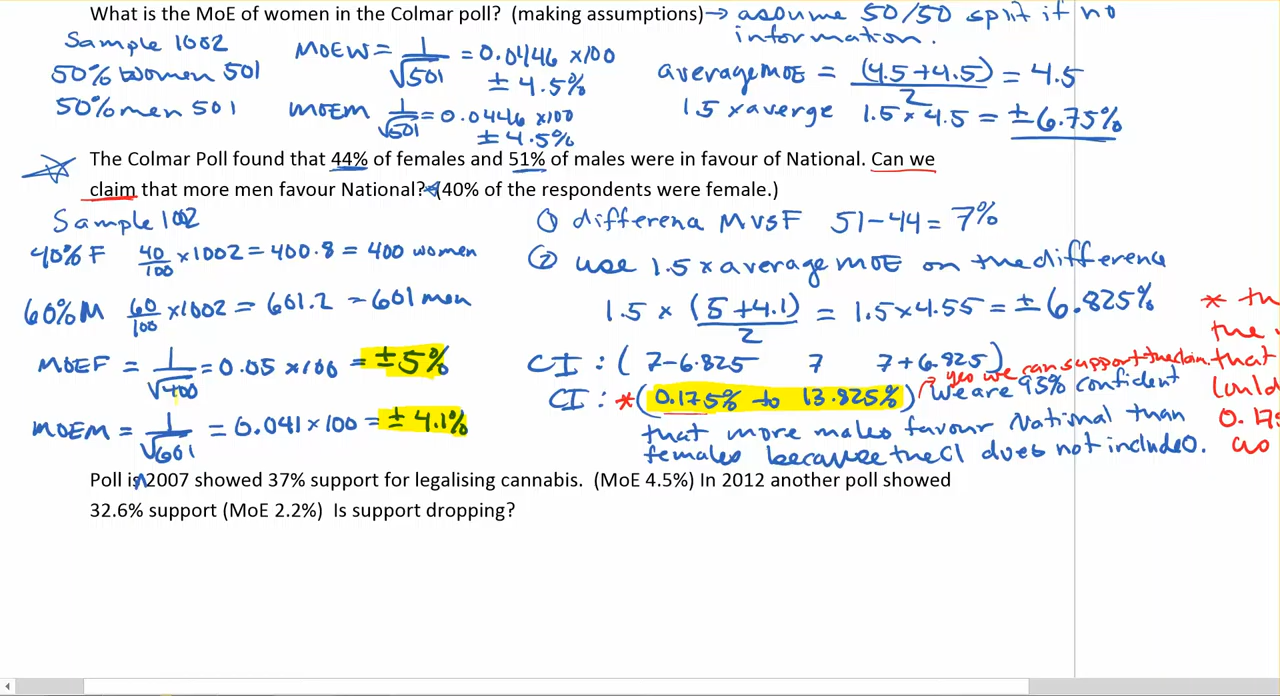 What is the MoE of women in the Colmar poll? (making assumptions) → assume 50/50 split if no
information.
Sample 1002
50% women 501
50% men 501
MOEW = 1/√501 = 0.0446 x100
± 4.5%
MOEM 1/√501 = 0.0446 x100
± 4.5%
average MOE = (4.5+4.5)/2 = 4.5
1.5 x averge 1.5 x 4.5 = ±6.75%
The Colmar Poll found that 44% of females and 51% of males were in favour of National. Can we
claim that more men favour National? (40% of the respondents were female.)
Sample 1002
40% F 40/100 x 1002 = 400.8 = 400 women
60% M 60/100 x 1002 = 601.2 = 601 men
MOEF = 1/√400 = 0.05 x100 = ±5%
MOEM = 1/√601 = 0.041 x 100 = ± 4.1%
① differena M vs F 51-44 = 7%
② use 1.5 x average MOE on the difference
1.5 x (5+4.1)/2 = 1.5 x 4.55 = ± 6.825%
CI : ( 7-6.825 7 7+6.825 )
yes we can support the claim.
CI : * ( 0.175% to 13.825% ) We are 95% confident
that more males favour National than
females because the CI does not include 0.
* th
the
that
Could
0.175
wo
Poll is 2007 showed 37% support for legalising cannabis. (MoE 4.5%) In 2012 another poll showed
32.6% support (MoE 2.2%) Is support dropping?